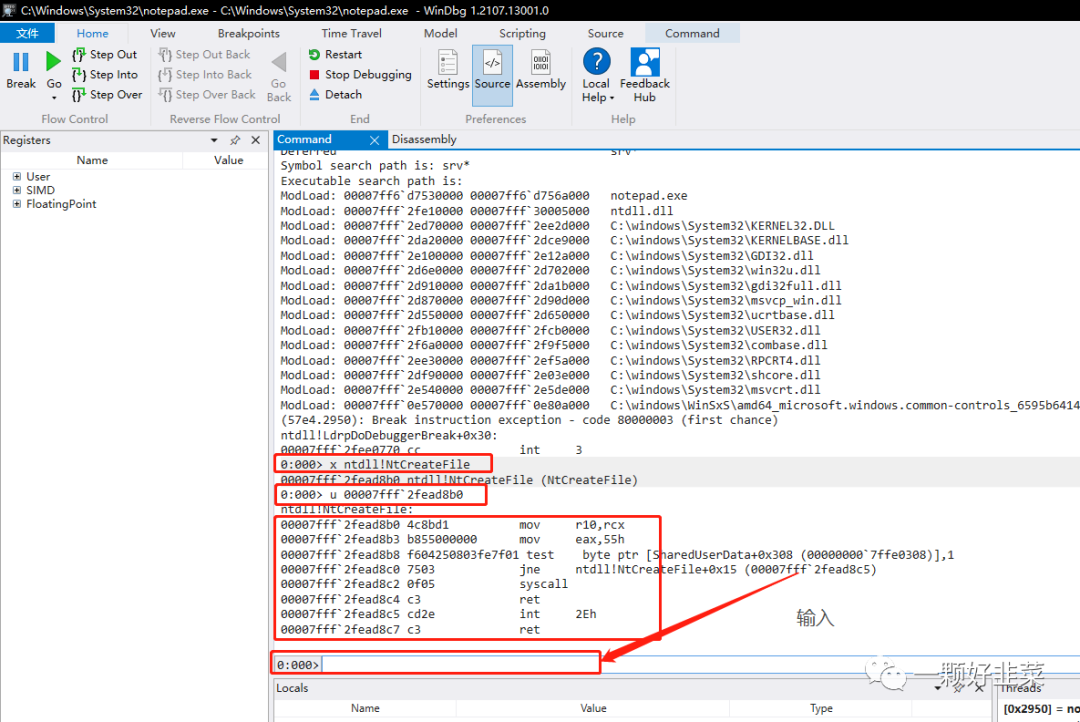 C:\Windows\System32\notepad.exe - C:\Windows\System32\notepad.exe - WinDbg 1.2107.13001.0
文件 Home View Breakpoints Time Travel Model Scripting Source Command
Break
Go
Step Out
Step Into
Step Over
Flow Control
Step Out Back
Step Into Back
Step Over Back
Go Back
Reverse Flow Control
Restart
Stop Debugging
Detach
End
Settings Source Assembly
Preferences
Local Help
Feedback Hub
Help
Registers
Name Value
User
SIMD
FloatingPoint
Command Disassembly
Deferred srv*
Symbol search path is: srv*
Executable search path is:
ModLoad: 00007ff6`d7530000 00007ff6`d756a000 notepad.exe
ModLoad: 00007fff`2fe10000 00007fff`30005000 ntdll.dll
ModLoad: 00007fff`2ed70000 00007fff`2ee2d000 C:\windows\System32\KERNEL32.DLL
ModLoad: 00007fff`2da20000 00007fff`2dce9000 C:\windows\System32\KERNELBASE.dll
ModLoad: 00007fff`2e100000 00007fff`2e12a000 C:\windows\System32\GDI32.dll
ModLoad: 00007fff`2d6e0000 00007fff`2d702000 C:\windows\System32\win32u.dll
ModLoad: 00007fff`2d910000 00007fff`2da1b000 C:\windows\System32\gdi32full.dll
ModLoad: 00007fff`2d870000 00007fff`2d90d000 C:\windows\System32\msvcp_win.dll
ModLoad: 00007fff`2d550000 00007fff`2d650000 C:\windows\System32\ucrtbase.dll
ModLoad: 00007fff`2fb10000 00007fff`2fcb0000 C:\windows\System32\USER32.dll
ModLoad: 00007fff`2f6a0000 00007fff`2f9f5000 C:\windows\System32\combase.dll
ModLoad: 00007fff`2ee30000 00007fff`2ef5a000 C:\windows\System32\RPCRT4.dll
ModLoad: 00007fff`2df90000 00007fff`2e03e000 C:\windows\System32\shcore.dll
ModLoad: 00007fff`2e540000 00007fff`2e5de000 C:\windows\System32\msvcrt.dll
ModLoad: 00007fff`0e570000 00007fff`0e80a000 C:\windows\WinSxS\amd64_microsoft.windows.common-controls_6595b6414
(57e4.2950): Break instruction exception - code 80000003 (first chance)
ntdll!LdrpDoDebuggerBreak+0x30:
00007fff`2fee0770 cc int 3
0:000> x ntdll!NtCreateFile
00007fff`2fead8b0 ntdll!NtCreateFile (NtCreateFile)
0:000> u 00007fff`2fead8b0
ntdll!NtCreateFile:
00007fff`2fead8b0 4c8bd1 mov r10,rcx
00007fff`2fead8b3 b855000000 mov eax,55h
00007fff`2fead8b8 f604250803fe7f01 test byte ptr [SharedUserData+0x308 (00000000`7ffe0308)],1
00007fff`2fead8c0 7503 jne ntdll!NtCreateFile+0x15 (00007fff`2fead8c5)
00007fff`2fead8c2 0f05 syscall
00007fff`2fead8c4 c3 ret
00007fff`2fead8c5 cd2e int 2Eh
00007fff`2fead8c7 c3 ret
输入
0:000>
一颗好韭菜
Locals
Name Value Type
Threads
[0x2950] = no